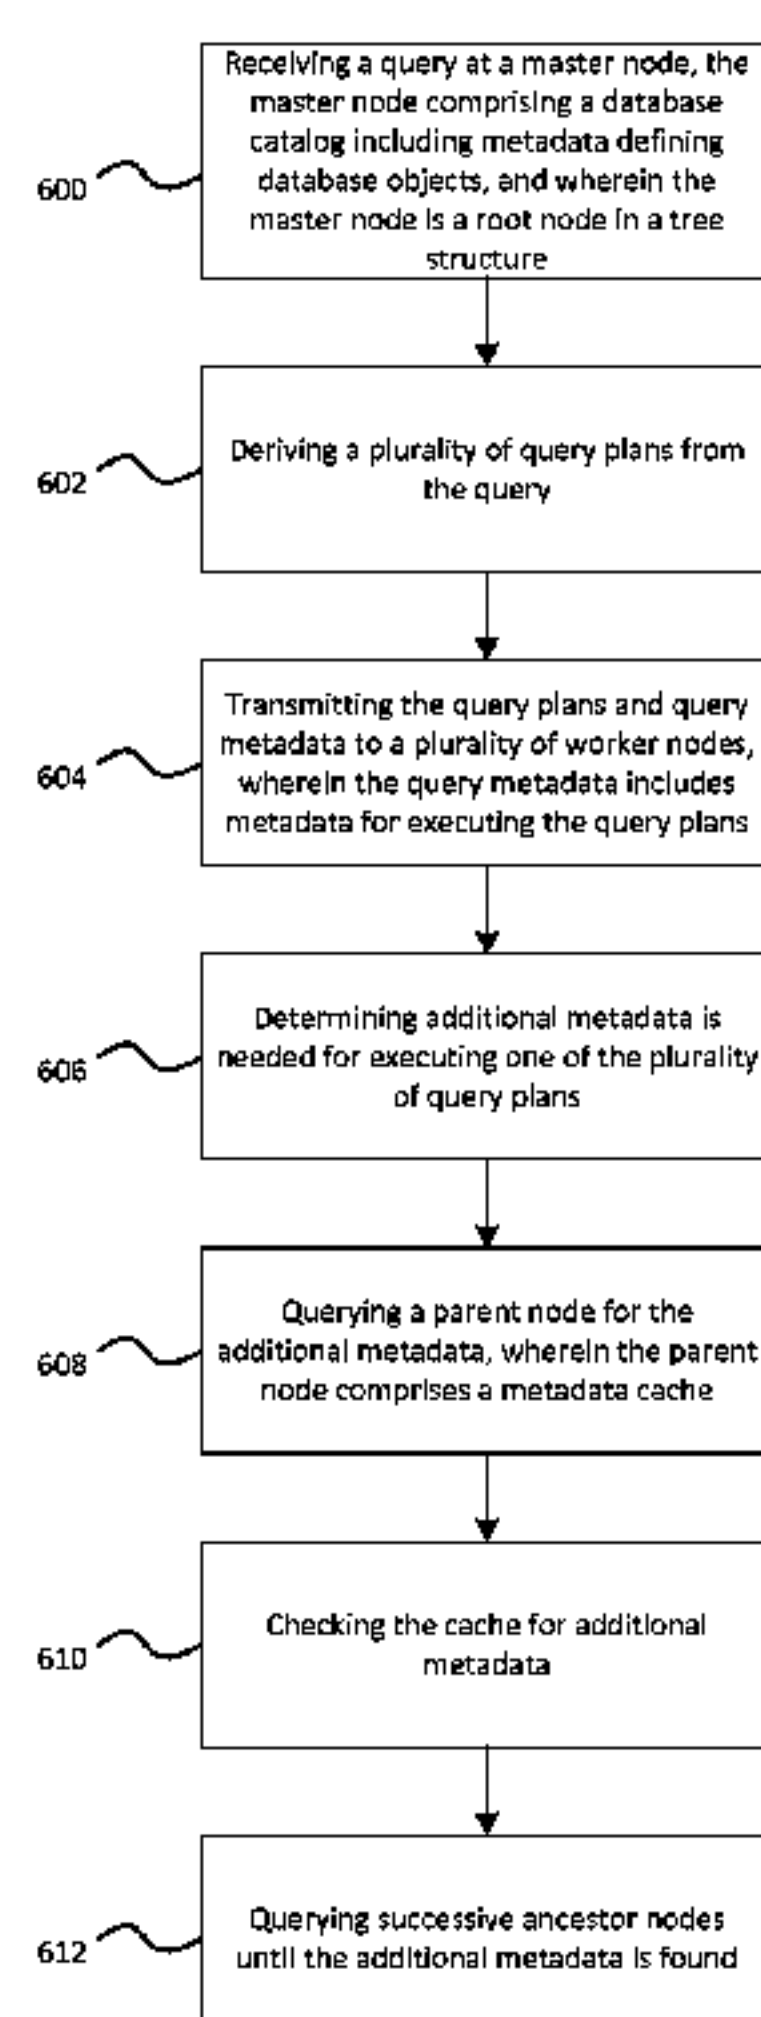 Receiving a query at a master node, the
master node comprising a database
catalog including metadata defining
database objects, and wherein the
master node is a root node in a tree
structure
600
Deriving a plurality of query plans from
the query
602
Transmitting the query plans and query
metadata to a plurality of worker nodes,
wherein the query metadata includes
metadata for executing the query plans
604
Determining additional metadata is
needed for executing one of the plurality
of query plans
606
Querying a parent node for the
additional metadata, wherein the parent
node comprises a metadata cache
608
Checking the cache for additional
metadata
610
Querying successive ancestor nodes
until the additional metadata is found
612